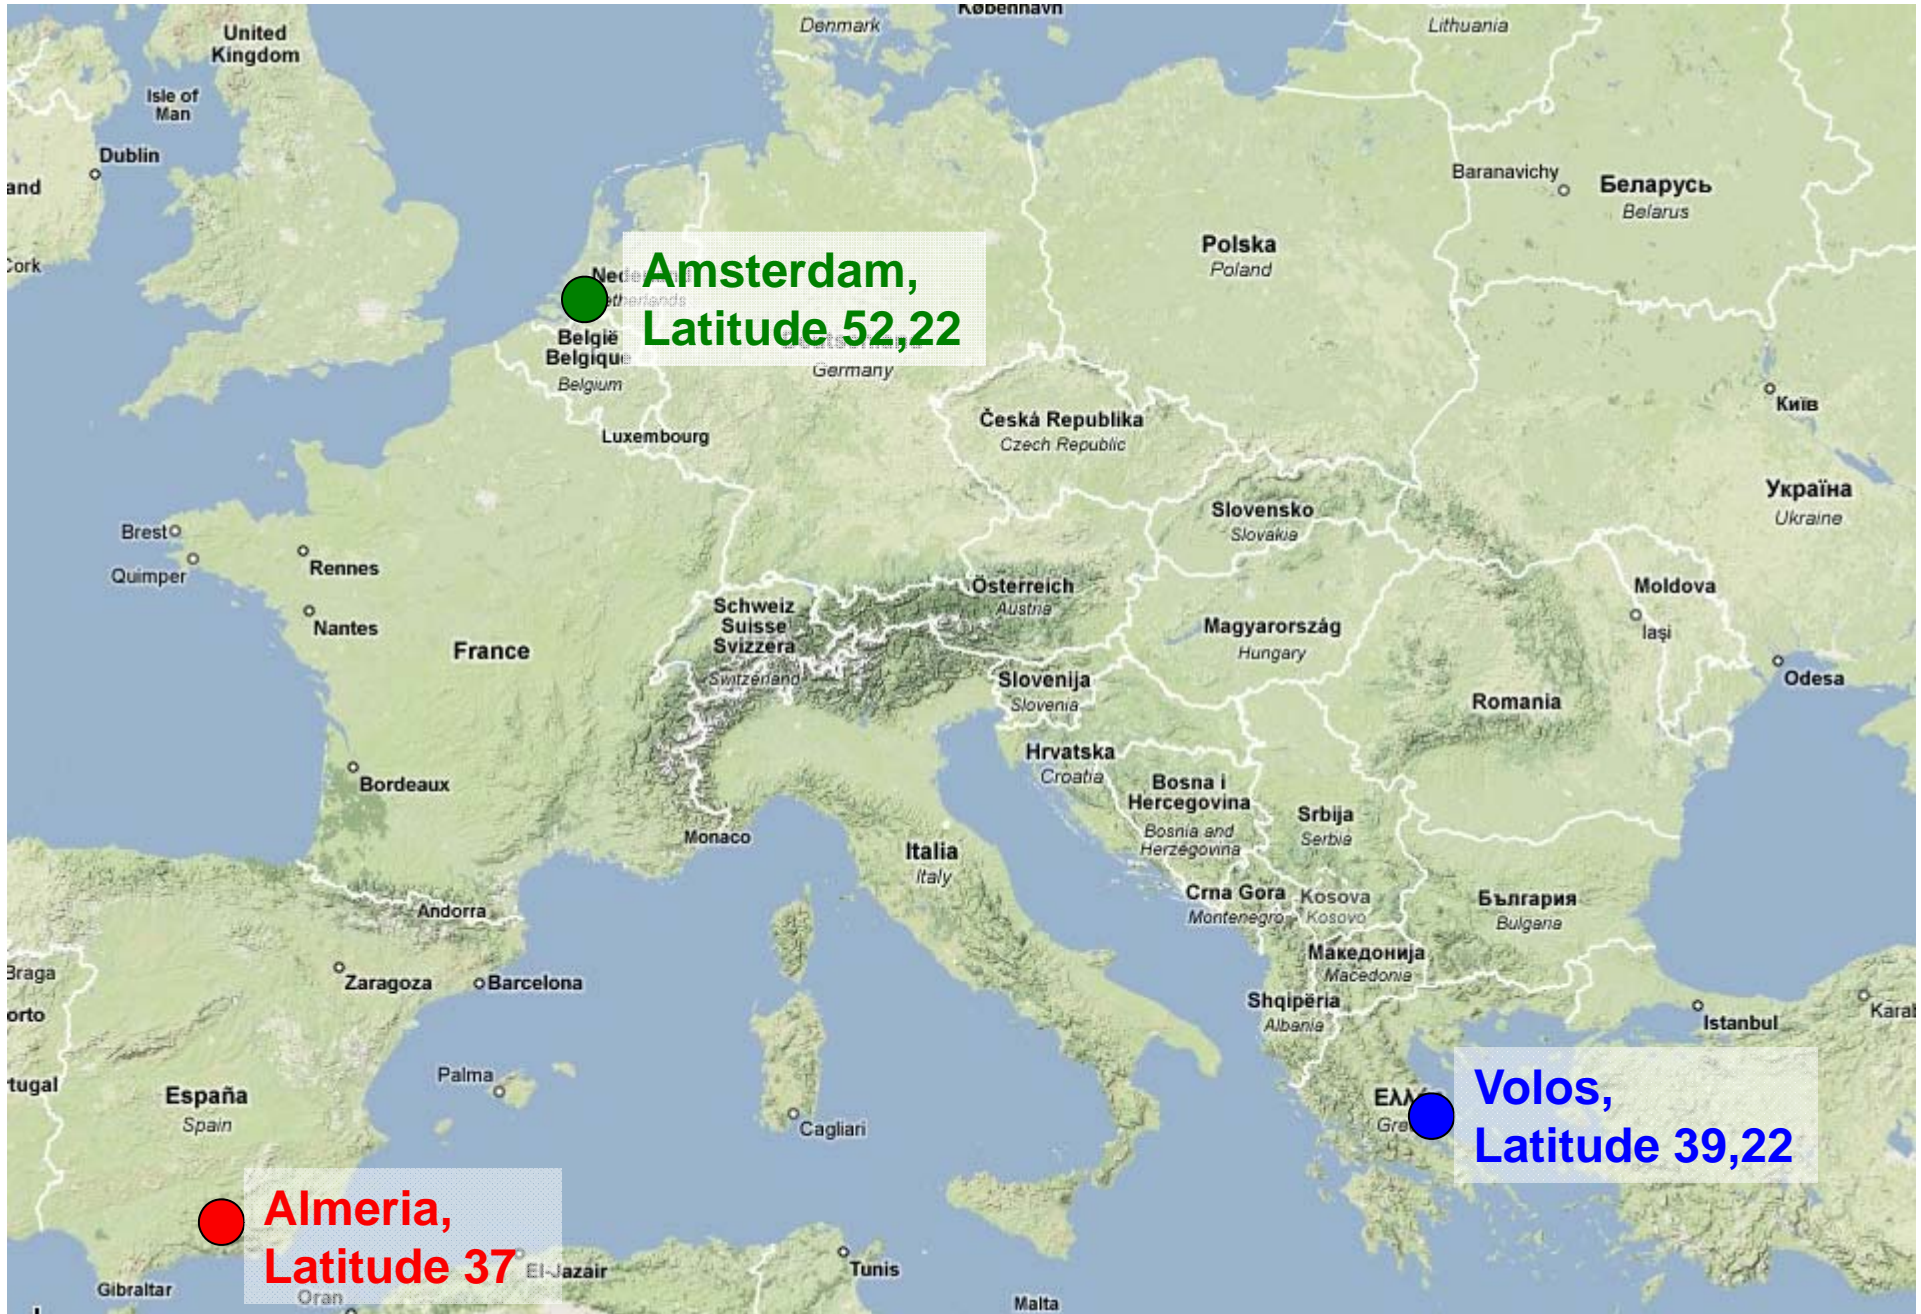 København
Denmark
Lithuania
United
Kingdom
Isle of
Man
Dublin
and
Cork
Baranavichy
Беларусь
Belarus
Polska
Poland
Amsterdam,
Latitude 52,22
België
Belgique
Belgium
Germany
Luxembourg
Česká Republika
Czech Republic
Київ
Україна
Ukraine
Slovensko
Slovakia
Brest
Quimper
Rennes
Nantes
France
Schweiz
Suisse
Svizzera
Switzerland
Österreich
Austria
Magyarország
Hungary
Moldova
Iaşi
Odesa
Slovenija
Slovenia
Romania
Hrvatska
Croatia
Bosna i
Hercegovina
Bosnia and
Herzegovina
Srbija
Serbia
Bordeaux
Monaco
Italia
Italy
Crna Gora
Montenegro
Kosova
Kosovo
България
Bulgaria
Andorra
Македонија
Macedonia
Braga
Zaragoza
Barcelona
orto
Shqipëria
Albania
Istanbul
Karab
rtugal
España
Spain
Palma
Cagliari
Volos,
Latitude 39,22
Almeria,
Latitude 37
El-Jazair
Tunis
Gibraltar
Oran
Malta